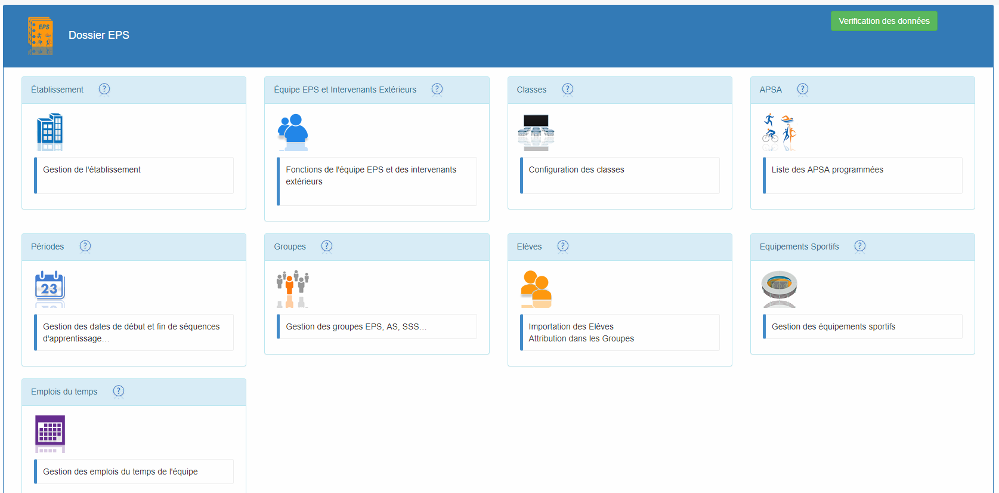 EPS
Dossier EPS
Verification des données
Établissement ?
Équipe EPS et Intervenants Extérieurs ?
Classes ?
APSA ?
Gestion de l'établissement
Fonctions de l'équipe EPS et des intervenants
extérieurs
Configuration des classes
Liste des APSA programmées
Périodes ?
Groupes ?
Elèves ?
Equipements Sportifs ?
23
Gestion des dates de début et fin de séquences
d'apprentissage…
Gestion des groupes EPS, AS, SSS…
Importation des Elèves
Attribution dans les Groupes
Gestion des équipements sportifs
Emplois du temps ?
Gestion des emplois du temps de l'équipe